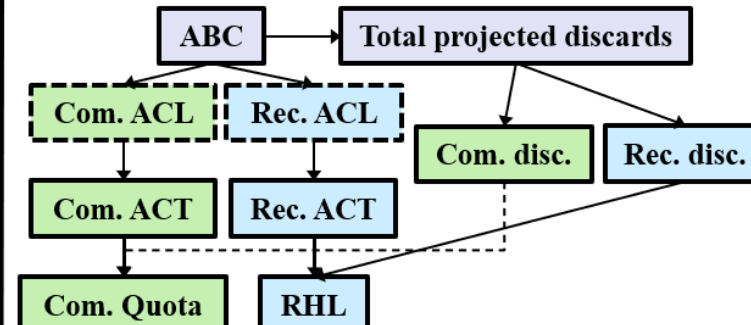 ABC
Total projected discards
Com. ACL
Rec. ACL
Com. disc.
Rec. disc.
Com. ACT
Rec. ACT
Com. Quota
RHL